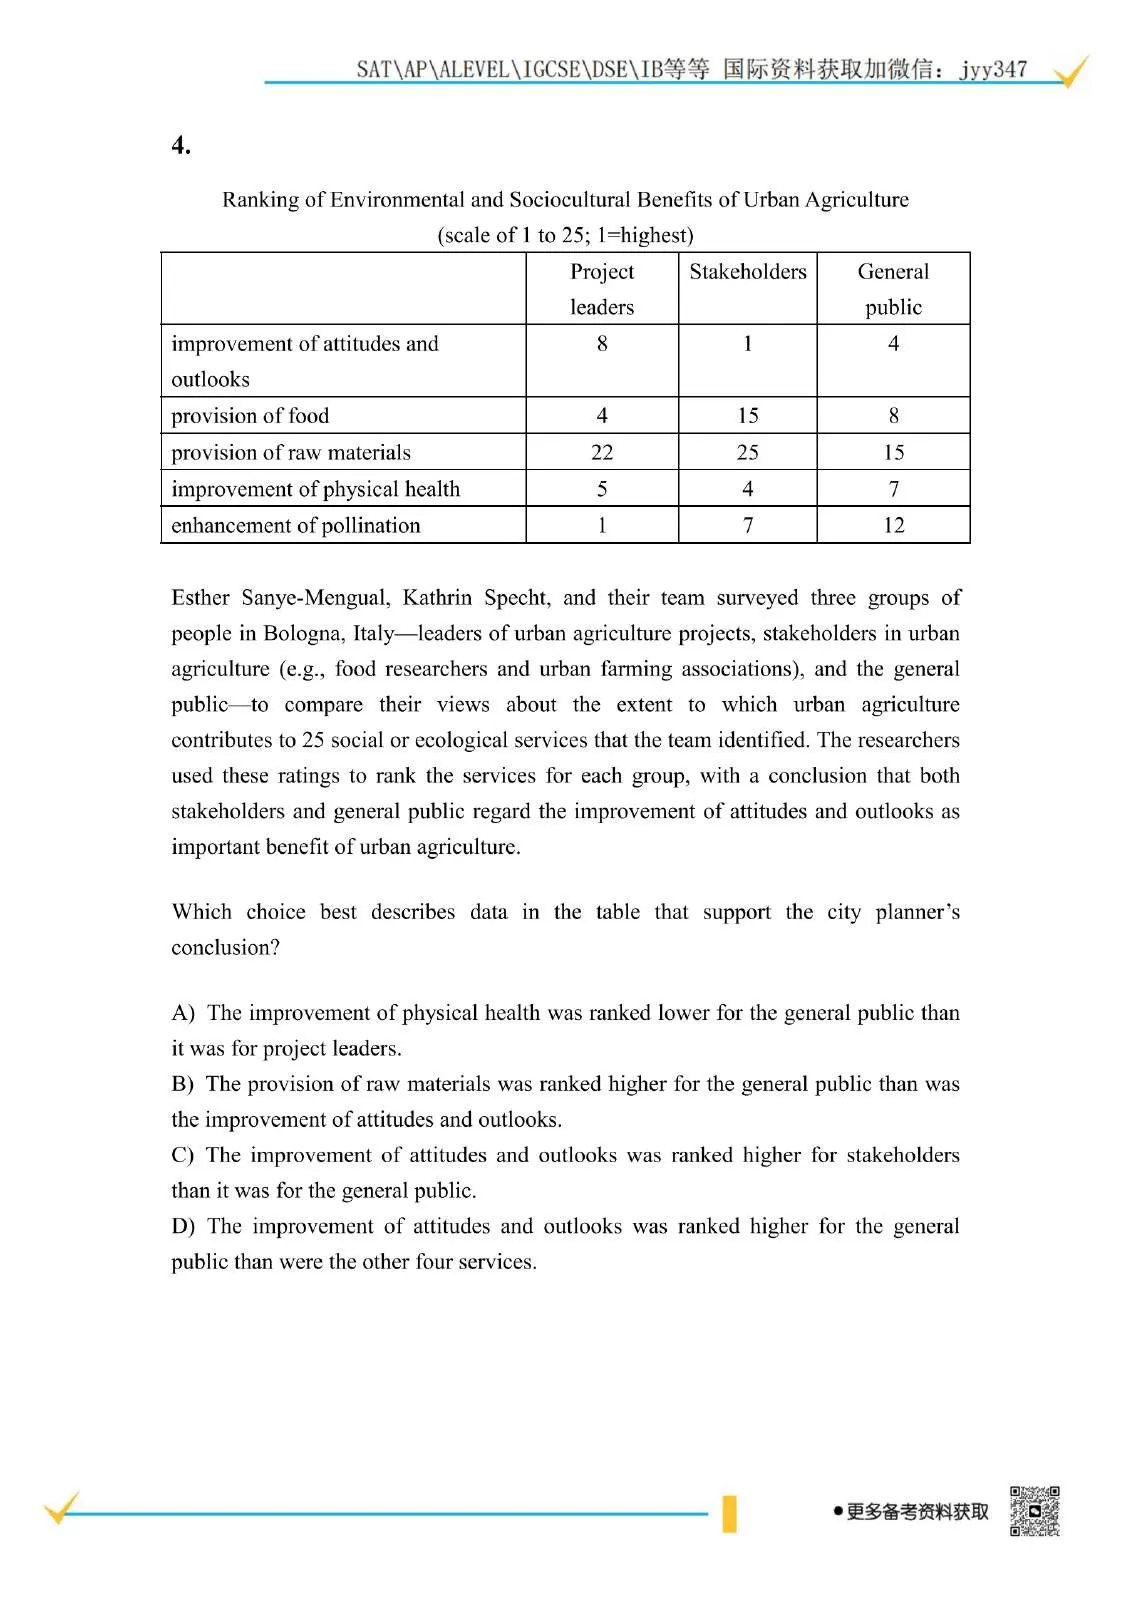 SAT\AP\ALEVEL\IGCSE\DSE\IB等等 国际资料获取加微信：jyy347
4.
Ranking of Environmental and Sociocultural Benefits of Urban Agriculture
(scale of 1 to 25; 1=highest)
Project leaders Stakeholders General public
improvement of attitudes and outlooks 8 1 4
provision of food 4 15 8
provision of raw materials 22 25 15
improvement of physical health 5 4 7
enhancement of pollination 1 7 12
Esther Sanye-Mengual, Kathrin Specht, and their team surveyed three groups of
people in Bologna, Italy—leaders of urban agriculture projects, stakeholders in urban
agriculture (e.g., food researchers and urban farming associations), and the general
public—to compare their views about the extent to which urban agriculture
contributes to 25 social or ecological services that the team identified. The researchers
used these ratings to rank the services for each group, with a conclusion that both
stakeholders and general public regard the improvement of attitudes and outlooks as
important benefit of urban agriculture.
Which choice best describes data in the table that support the city planner’s
conclusion?
A) The improvement of physical health was ranked lower for the general public than
it was for project leaders.
B) The provision of raw materials was ranked higher for the general public than was
the improvement of attitudes and outlooks.
C) The improvement of attitudes and outlooks was ranked higher for stakeholders
than it was for the general public.
D) The improvement of attitudes and outlooks was ranked higher for the general
public than were the other four services.
●更多备考资料获取